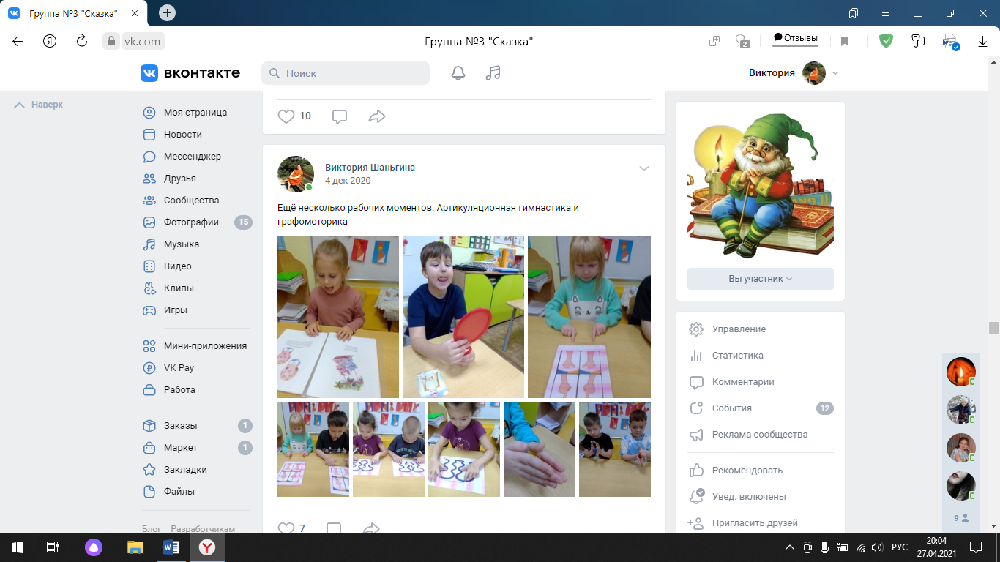 Группа №3 "Сказка"
vk.com
Группа №3 "Сказка"
2
Отзывы
вконтакте
Поиск
Виктория
Наверх
Моя страница
Новости
Мессенджер
Друзья
Сообщества
Фотографии 15
Музыка
Видео
Клипы
Игры
Мини-приложения
VK Pay
Работа
Заказы 1
Маркет 1
Закладки
Файлы
Блог Разработчикам
10
Виктория Шаньгина
4 дек 2020
Ещё несколько рабочих моментов. Артикуляционная гимнастика и
графомоторика
7
Вы участник
Управление
Статистика
Комментарии
События 12
Реклама сообщества
Рекомендовать
Увед. включены
Пригласить друзей
9
РУС
20:04
27.04.2021